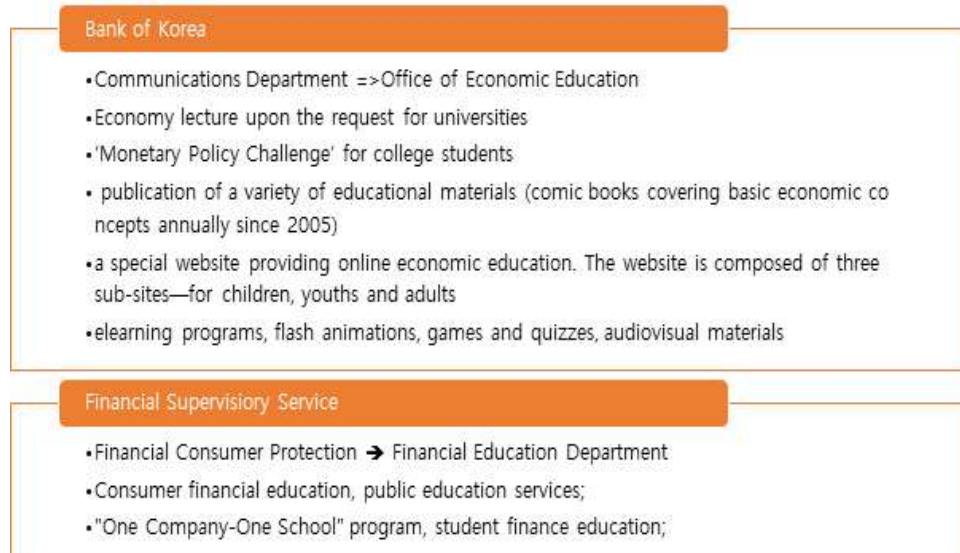 Bank of Korea
•Communications Department =>Office of Economic Education
•Economy lecture upon the request for universities
•'Monetary Policy Challenge' for college students
• publication of a variety of educational materials (comic books covering basic economic co
ncepts annually since 2005)
•a special website providing online economic education. The website is composed of three
sub-sites—for children, youths and adults
•elearning programs, flash animations, games and quizzes, audiovisual materials
Financial Supervisiory Service
•Financial Consumer Protection ➔ Financial Education Department
•Consumer financial education, public education services;
•"One Company-One School" program, student finance education;